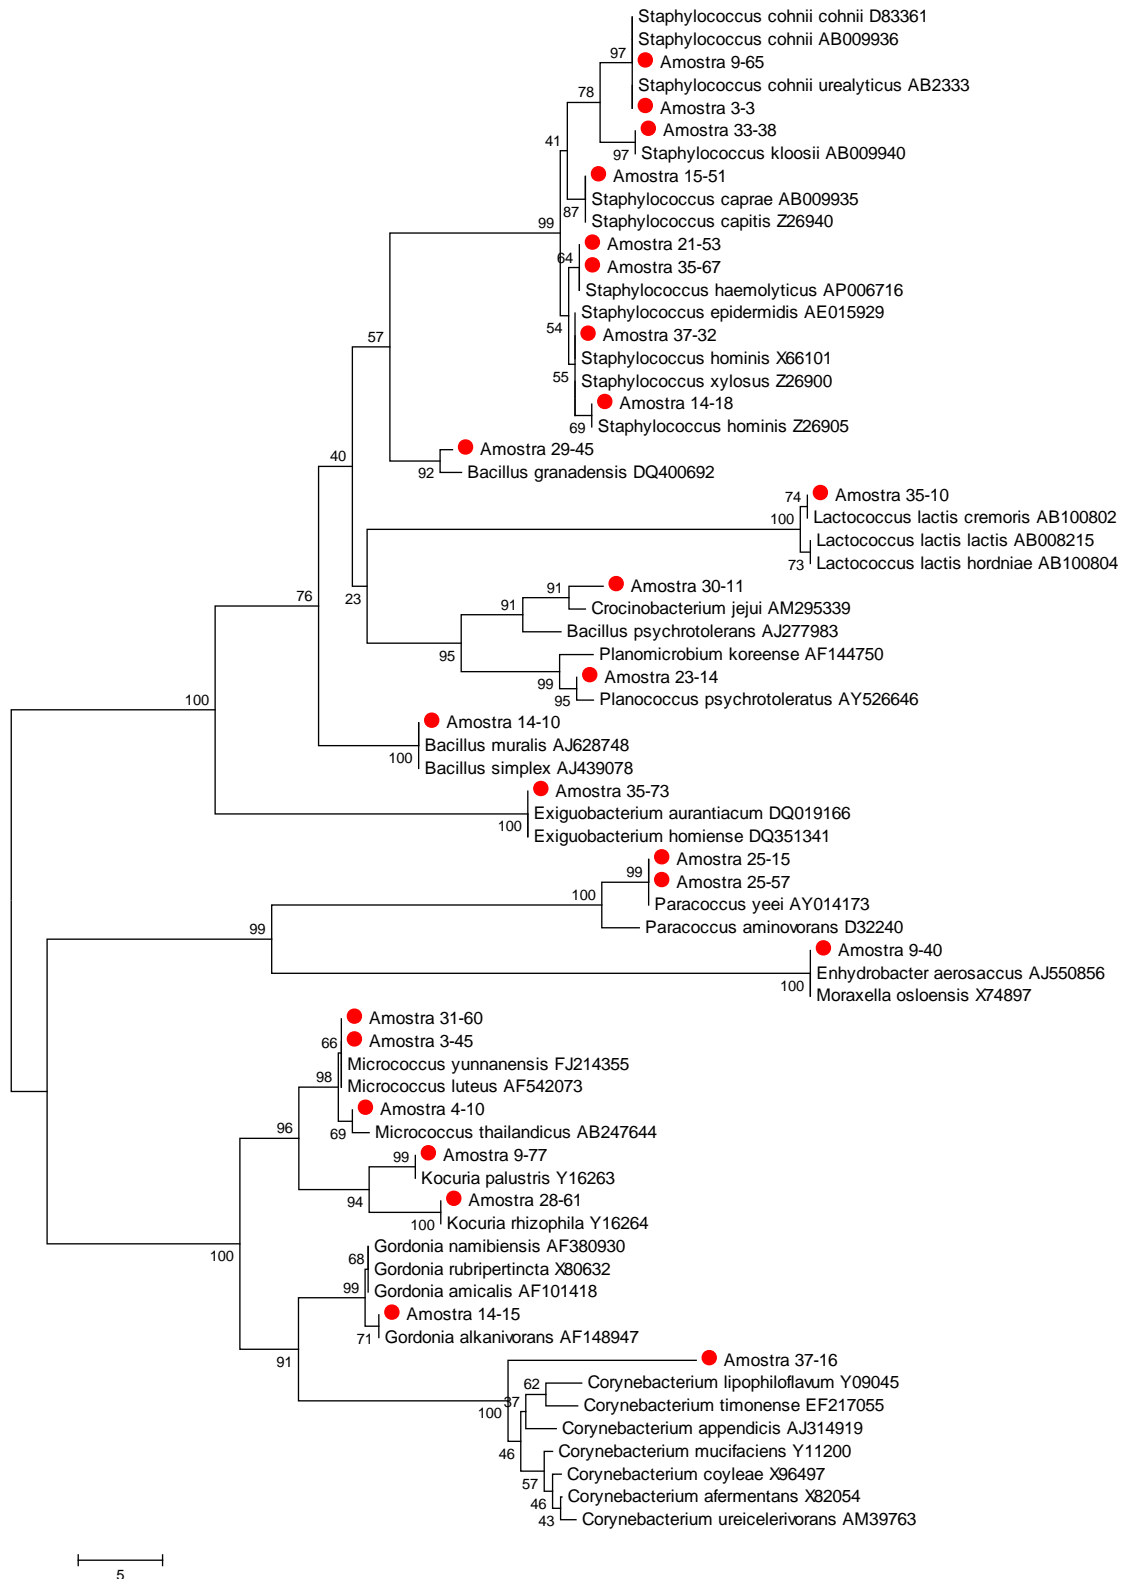 Staphylococcus cohnii cohnii D83361
Staphylococcus cohnii AB009936
97
Amostra 9-65
Staphylococcus cohnii urealyticus AB2333
78
Amostra 3-3
Amostra 33-38
41
97
Staphylococcus kloosii AB009940
Amostra 15-51
Staphylococcus caprae AB009935
87
Staphylococcus capitis Z26940
99
Amostra 21-53
64
Amostra 35-67
Staphylococcus haemolyticus AP006716
Staphylococcus epidermidis AE015929
54
Amostra 37-32
57
Staphylococcus hominis X66101
55
Staphylococcus xylosus Z26900
Amostra 14-18
69
Staphylococcus hominis Z26905
Amostra 29-45
40
92
Bacillus granadensis DQ400692
74
Amostra 35-10
100
Lactococcus lactis cremoris AB100802
Lactococcus lactis lactis AB008215
73
Lactococcus lactis hordniae AB100804
91
Amostra 30-11
76
23
91
Crocinobacterium jejui AM295339
Bacillus psychrotolerans AJ277983
95
Planomicrobium koreense AF144750
99
Amostra 23-14
95
Planococcus psychrotoleratus AY526646
100
Amostra 14-10
Bacillus muralis AJ628748
100
Bacillus simplex AJ439078
Amostra 35-73
Exiguobacterium aurantiacum DQ019166
100
Exiguobacterium homiense DQ351341
Amostra 25-15
99
Amostra 25-57
100
Paracoccus yeei AY014173
99
Paracoccus aminovorans D32240
Amostra 9-40
Enhydrobacter aerosaccus AJ550856
100
Moraxella osloensis X74897
Amostra 31-60
66
Amostra 3-45
Micrococcus yunnanensis FJ214355
98
Micrococcus luteus AF542073
Amostra 4-10
96
69
Micrococcus thailandicus AB247644
99
Amostra 9-77
Kocuria palustris Y16263
94
Amostra 28-61
100
Kocuria rhizophila Y16264
Gordonia namibiensis AF380930
100
68
Gordonia rubripertincta X80632
99
Gordonia amicalis AF101418
Amostra 14-15
71
Gordonia alkanivorans AF148947
91
Amostra 37-16
62
Corynebacterium lipophiloflavum Y09045
37
Corynebacterium timonense EF217055
100
Corynebacterium appendicis AJ314919
46
Corynebacterium mucifaciens Y11200
57
Corynebacterium coyleae X96497
46
Corynebacterium afermentans X82054
43
Corynebacterium ureicelerivorans AM39763
5